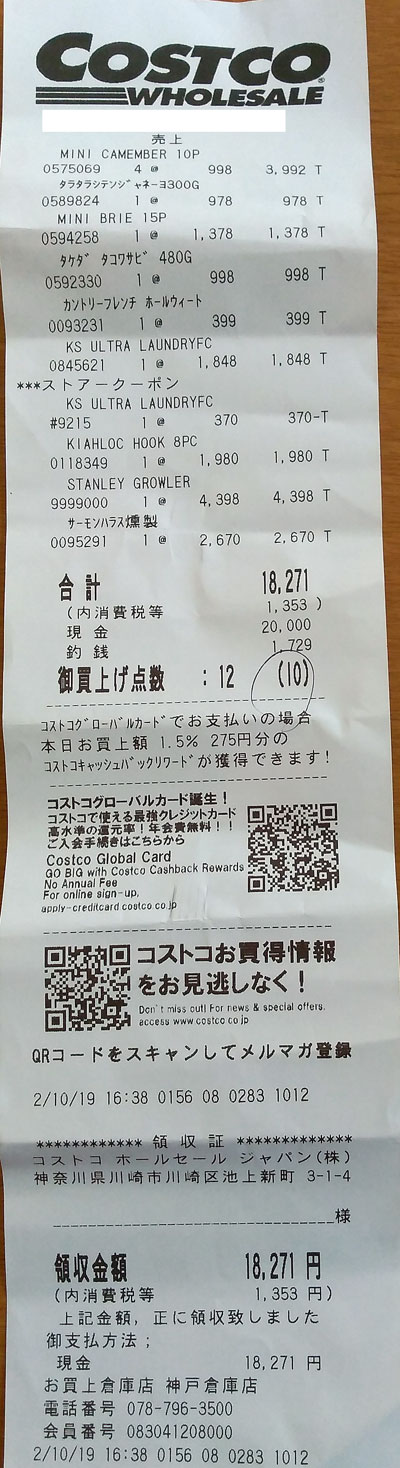 COSTCO
WHOLESALE
売上
MINI CAMEMBER 10P
0575069 4 @ 998 3,992 T
ﾀﾗﾀﾗｼﾃﾝｼﾞｬﾈｰﾖ300G
0589824 1 @ 978 978 T
MINI BRIE 15P
0594258 1 @ 1,378 1,378 T
ﾀｹﾀﾞ ﾀｺﾜｻﾋﾞ 480G
0592330 1 @ 998 998 T
ｶﾝﾄﾘｰﾌﾚﾝﾁ ﾎｰﾙｳｨｰﾄ
0093231 1 @ 399 399 T
KS ULTRA LAUNDRYFC
0845621 1 @ 1,848 1,848 T
***ストアークーポン
KS ULTRA LAUNDRYFC
#9215 1 @ 370 370-T
KIAHLOC HOOK 8PC
0118349 1 @ 1,980 1,980 T
STANLEY GROWLER
9999000 1 @ 4,398 4,398 T
ｻｰﾓﾝﾊﾗｽ燻製
0095291 1 @ 2,670 2,670 T
合計 18,271
(内消費税等 1,353 )
現金 20,000
釣銭 1,729
御買上げ点数 : 12 (10)
ｺｽﾄｺｸﾞﾛｰﾊﾞﾙｶｰﾄﾞでお支払いの場合
本日お買上額 1.5% 275円分の
ｺｽﾄｺｷｬｯｼｭﾊﾞｯｸﾘﾜｰﾄﾞが獲得できます!
コストコグローバルカード誕生!
コストコで使える最強クレジットカード
高水準の還元率!年会費無料!!
ご入会手続きはこちらから
Costco Global Card
GO BIG with Costco Cashback Rewards
No Annual Fee
For online sign-up,
apply-creditcard.costco.co.jp
コストコお買得情報
をお見逃しなく!
Don't miss out! For news & special offers.
access www.costco.co.jp
QRコードをスキャンしてメルマガ登録
2/10/19 16:38 0156 08 0283 1012
************ 領収証 *************
コストコ ホールセール ジャパン(株)
神奈川県川崎市川崎区池上新町 3-1-4
様
領収金額 18,271 円
(内消費税等 1,353 円)
上記金額, 正に領収致しました
御支払方法;
現金 18,271 円
お買上倉庫店 神戸倉庫店
電話番号 078-796-3500
会員番号 083041208000
2/10/19 16:38 0156 08 0283 1012